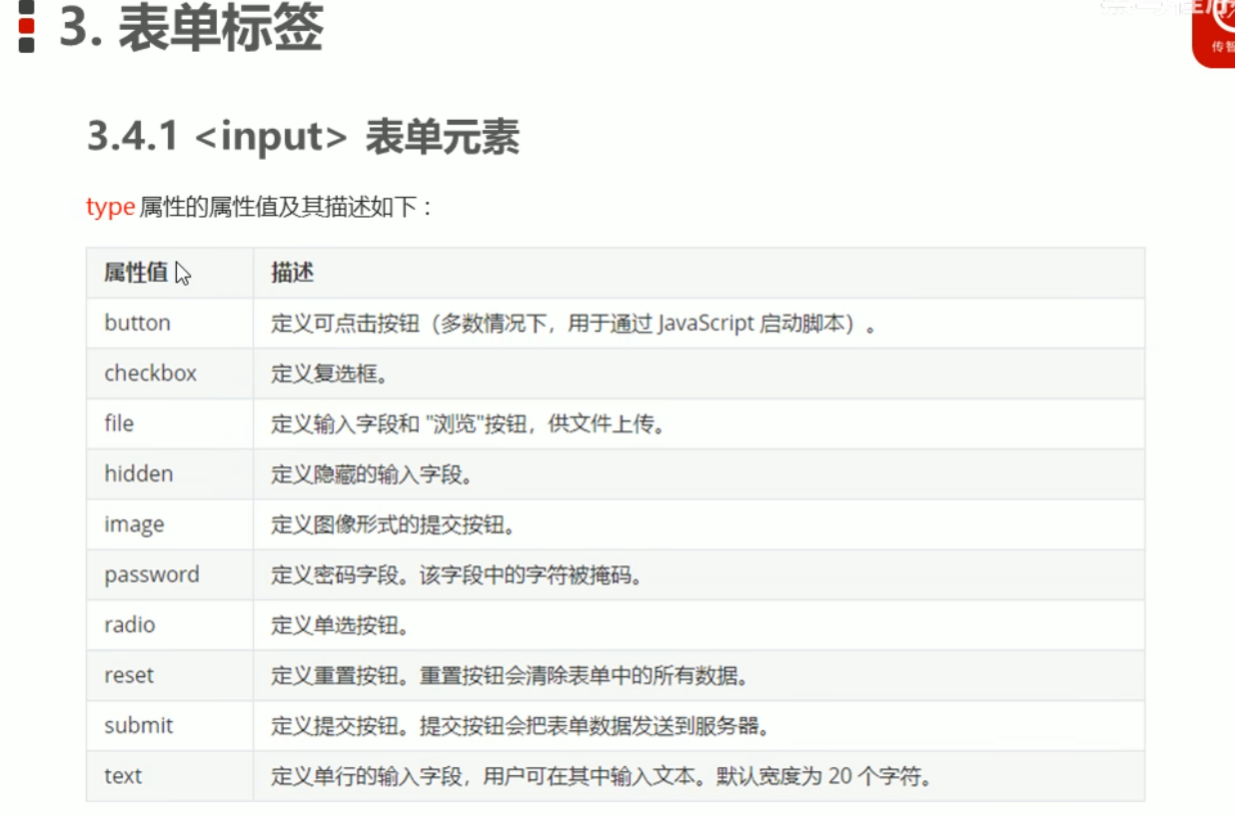 3. 表单标签
传智
3.4.1 <input> 表单元素
type 属性的属性值及其描述如下：
属性值 描述
button 定义可点击按钮（多数情况下，用于通过 JavaScript 启动脚本）。
checkbox 定义复选框。
file 定义输入字段和 "浏览"按钮，供文件上传。
hidden 定义隐藏的输入字段。
image 定义图像形式的提交按钮。
password 定义密码字段。该字段中的字符被掩码。
radio 定义单选按钮。
reset 定义重置按钮。重置按钮会清除表单中的所有数据。
submit 定义提交按钮。提交按钮会把表单数据发送到服务器。
text 定义单行的输入字段，用户可在其中输入文本。默认宽度为 20 个字符。